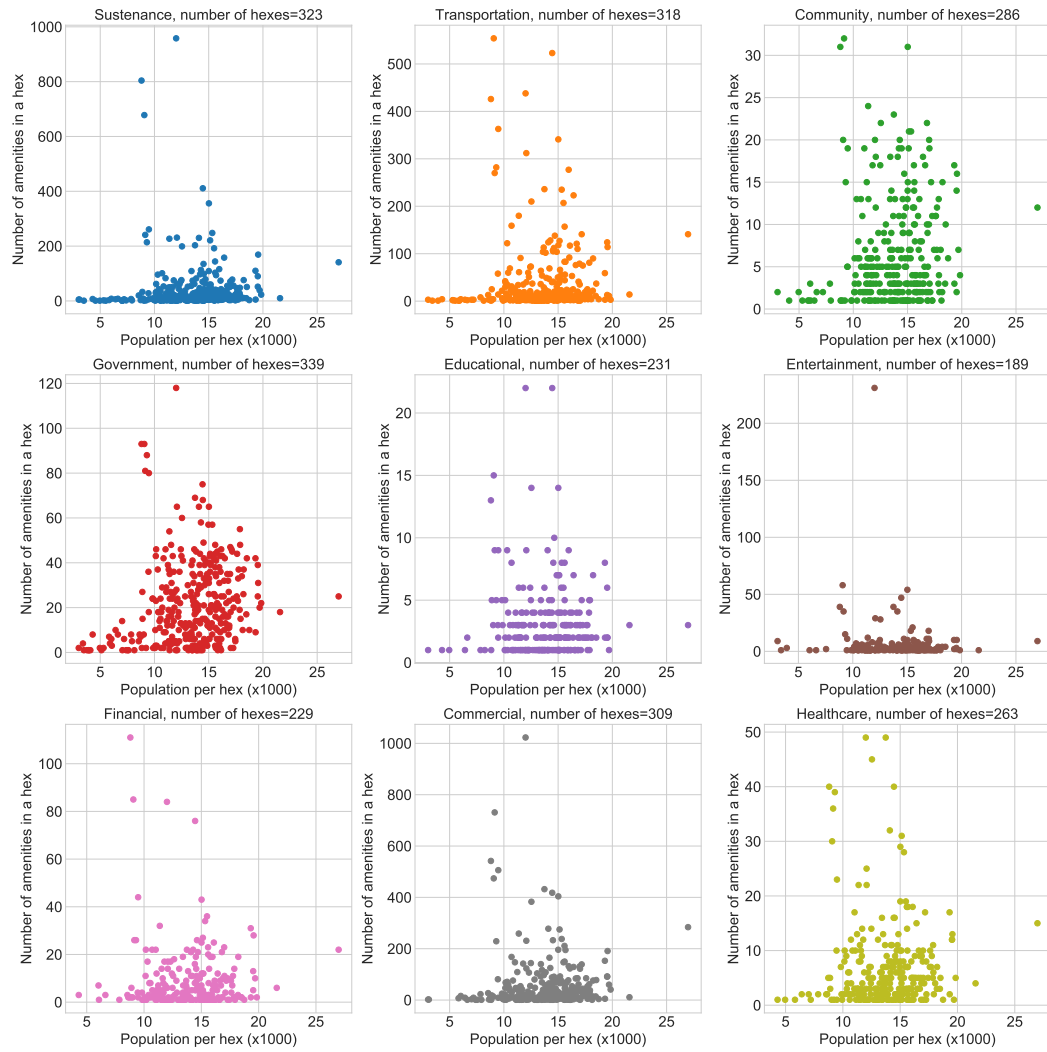 Sustenance, number of hexes=323
Number of amenities in a hex
1000
800
600
400
200
0
5 10 15 20 25
Population per hex (x1000)
Transportation, number of hexes=318
Number of amenities in a hex
500
400
300
200
100
0
5 10 15 20 25
Population per hex (x1000)
Community, number of hexes=286
Number of amenities in a hex
30
25
20
15
10
5
0
5 10 15 20 25
Population per hex (x1000)
Government, number of hexes=339
Number of amenities in a hex
120
100
80
60
40
20
0
5 10 15 20 25
Population per hex (x1000)
Educational, number of hexes=231
Number of amenities in a hex
20
15
10
5
0
5 10 15 20 25
Population per hex (x1000)
Entertainment, number of hexes=189
Number of amenities in a hex
200
150
100
50
0
5 10 15 20 25
Population per hex (x1000)
Financial, number of hexes=229
Number of amenities in a hex
100
80
60
40
20
0
5 10 15 20 25
Population per hex (x1000)
Commercial, number of hexes=309
Number of amenities in a hex
1000
800
600
400
200
0
5 10 15 20 25
Population per hex (x1000)
Healthcare, number of hexes=263
Number of amenities in a hex
50
40
30
20
10
0
5 10 15 20 25
Population per hex (x1000)